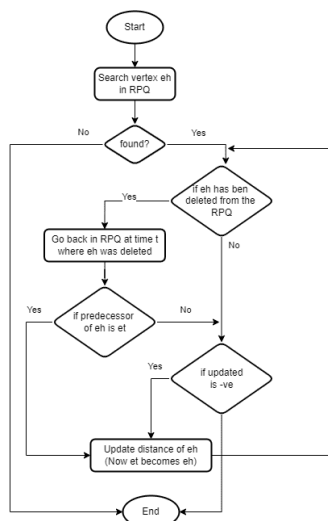 Start
Search vertex eh
in RPQ
No
Yes
found?
if eh has ben
deleted from the
RPQ
Yes
Go back in RPQ at time t
where eh was deleted
No
Yes
No
if predecessor
of eh is et
Yes
if updated
is -ve
Update distance of eh
(Now et becomes eh)
End